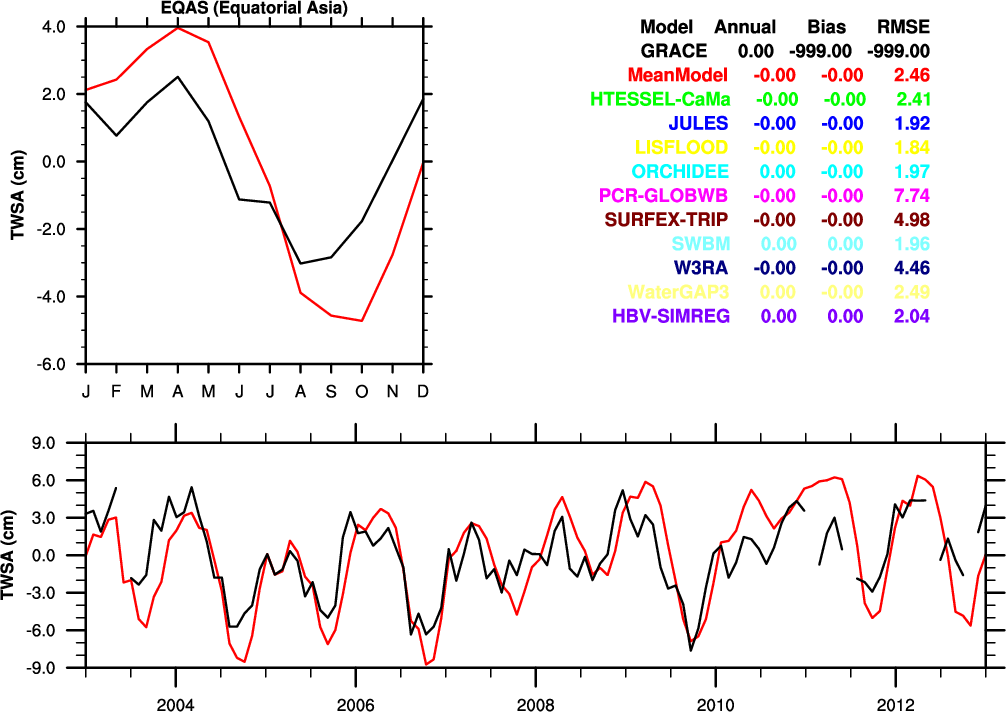 EQAS (Equatorial Asia)
4.0
2.0
0.0
-2.0
-4.0
-6.0
TWSA (cm)
J F M A M J J A S O N D
Model Annual Bias RMSE
GRACE 0.00 -999.00 -999.00
MeanModel -0.00 -0.00 2.46
HTESSEL-CaMa -0.00 -0.00 2.41
JULES -0.00 -0.00 1.92
LISFLOOD -0.00 -0.00 1.84
ORCHIDEE 0.00 -0.00 1.97
PCR-GLOBWB -0.00 -0.00 7.74
SURFEX-TRIP -0.00 -0.00 4.98
SWBM 0.00 0.00 1.96
W3RA -0.00 -0.00 4.46
WaterGAP3 0.00 -0.00 2.49
HBV-SIMREG 0.00 0.00 2.04
9.0
6.0
3.0
0.0
-3.0
-6.0
-9.0
TWSA (cm)
2004 2006 2008 2010 2012